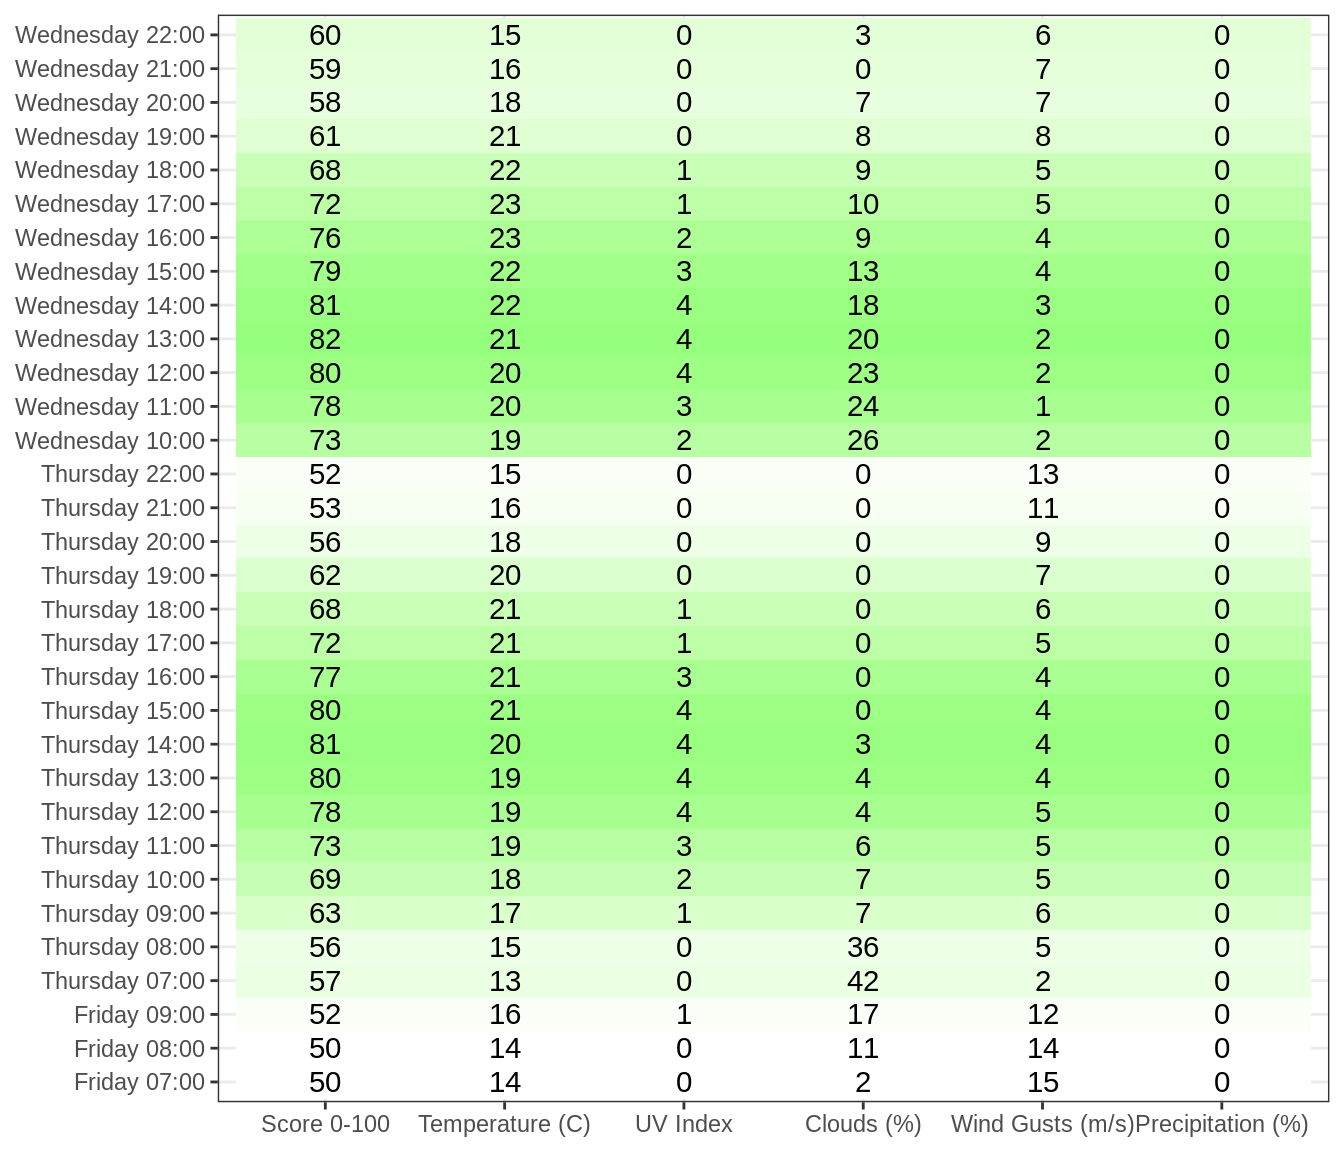 Wednesday 22:00 60 15 0 3 6 0
Wednesday 21:00 59 16 0 0 7 0
Wednesday 20:00 58 18 0 7 7 0
Wednesday 19:00 61 21 0 8 8 0
Wednesday 18:00 68 22 1 9 5 0
Wednesday 17:00 72 23 1 10 5 0
Wednesday 16:00 76 23 2 9 4 0
Wednesday 15:00 79 22 3 13 4 0
Wednesday 14:00 81 22 4 18 3 0
Wednesday 13:00 82 21 4 20 2 0
Wednesday 12:00 80 20 4 23 2 0
Wednesday 11:00 78 20 3 24 1 0
Wednesday 10:00 73 19 2 26 2 0
Thursday 22:00 52 15 0 0 13 0
Thursday 21:00 53 16 0 0 11 0
Thursday 20:00 56 18 0 0 9 0
Thursday 19:00 62 20 0 0 7 0
Thursday 18:00 68 21 1 0 6 0
Thursday 17:00 72 21 1 0 5 0
Thursday 16:00 77 21 3 0 4 0
Thursday 15:00 80 21 4 0 4 0
Thursday 14:00 81 20 4 3 4 0
Thursday 13:00 80 19 4 4 4 0
Thursday 12:00 78 19 4 4 5 0
Thursday 11:00 73 19 3 6 5 0
Thursday 10:00 69 18 2 7 5 0
Thursday 09:00 63 17 1 7 6 0
Thursday 08:00 56 15 0 36 5 0
Thursday 07:00 57 13 0 42 2 0
Friday 09:00 52 16 1 17 12 0
Friday 08:00 50 14 0 11 14 0
Friday 07:00 50 14 0 2 15 0
Score 0-100 Temperature (C) UV Index Clouds (%) Wind Gusts (m/s) Precipitation (%)